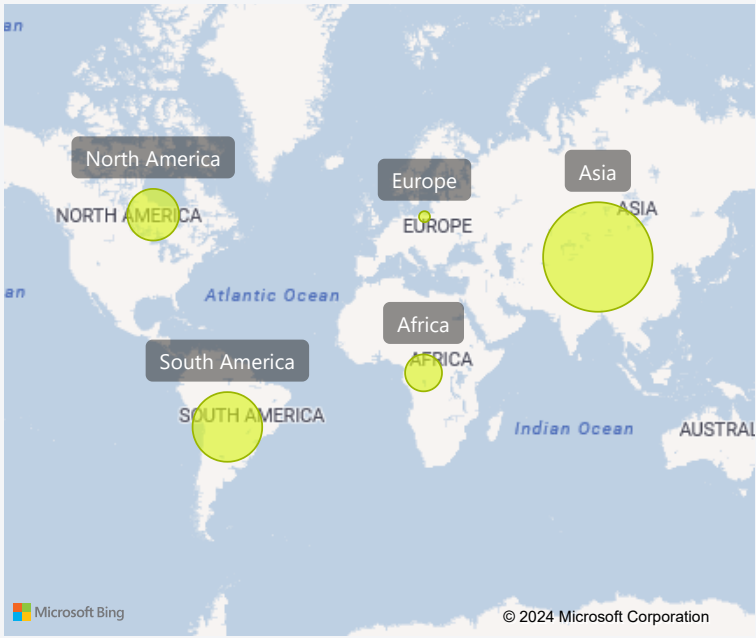 an
North America
NORTH AMERICA
Europe
EUROPE
Asia
ASIA
an
Atlantic Ocean
Africa
AFRICA
South America
SOUTH AMERICA
Indian Ocean
AUSTRAL
Microsoft Bing
© 2024 Microsoft Corporation